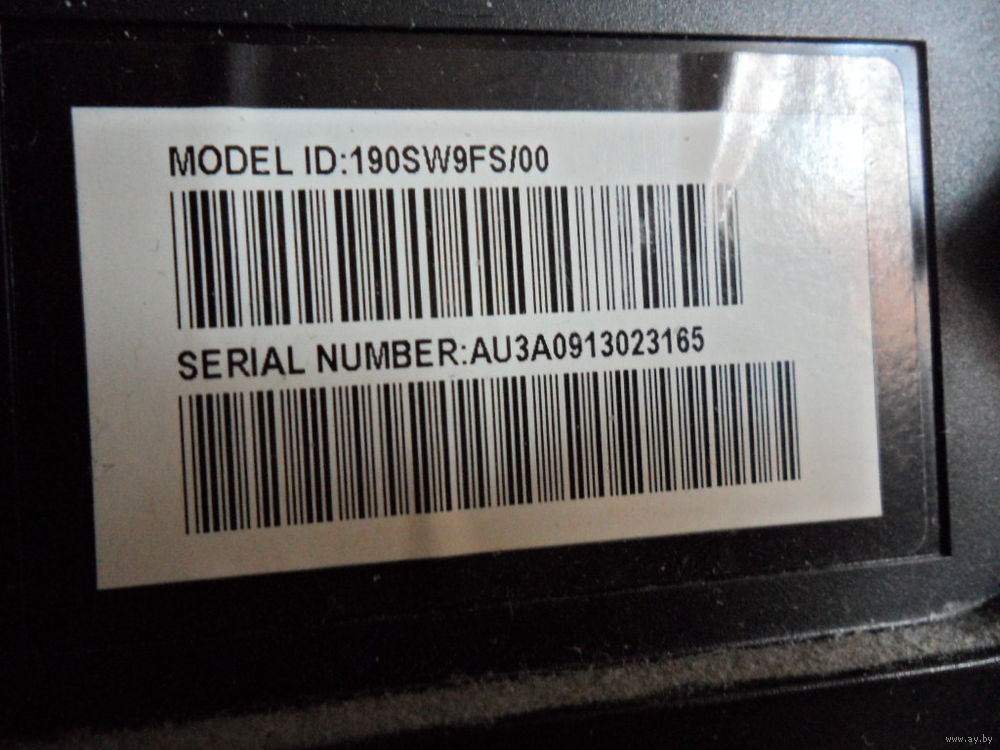 MODEL ID:190SW9FS/00
SERIAL NUMBER:AU3A0913023165
www.ay.by